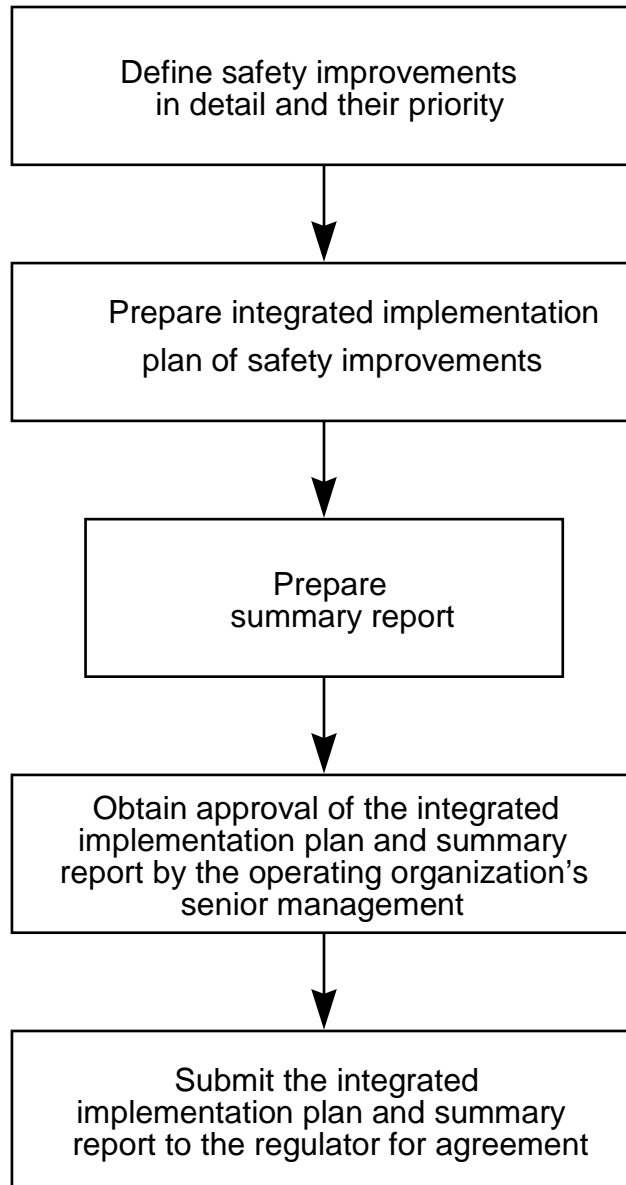 Define safety improvements
in detail and their priority
Prepare integrated implementation
plan of safety improvements
Prepare
summary report
Obtain approval of the integrated
implementation plan and summary
report by the operating organization’s
senior management
Submit the integrated
implementation plan and summary
report to the regulator for agreement